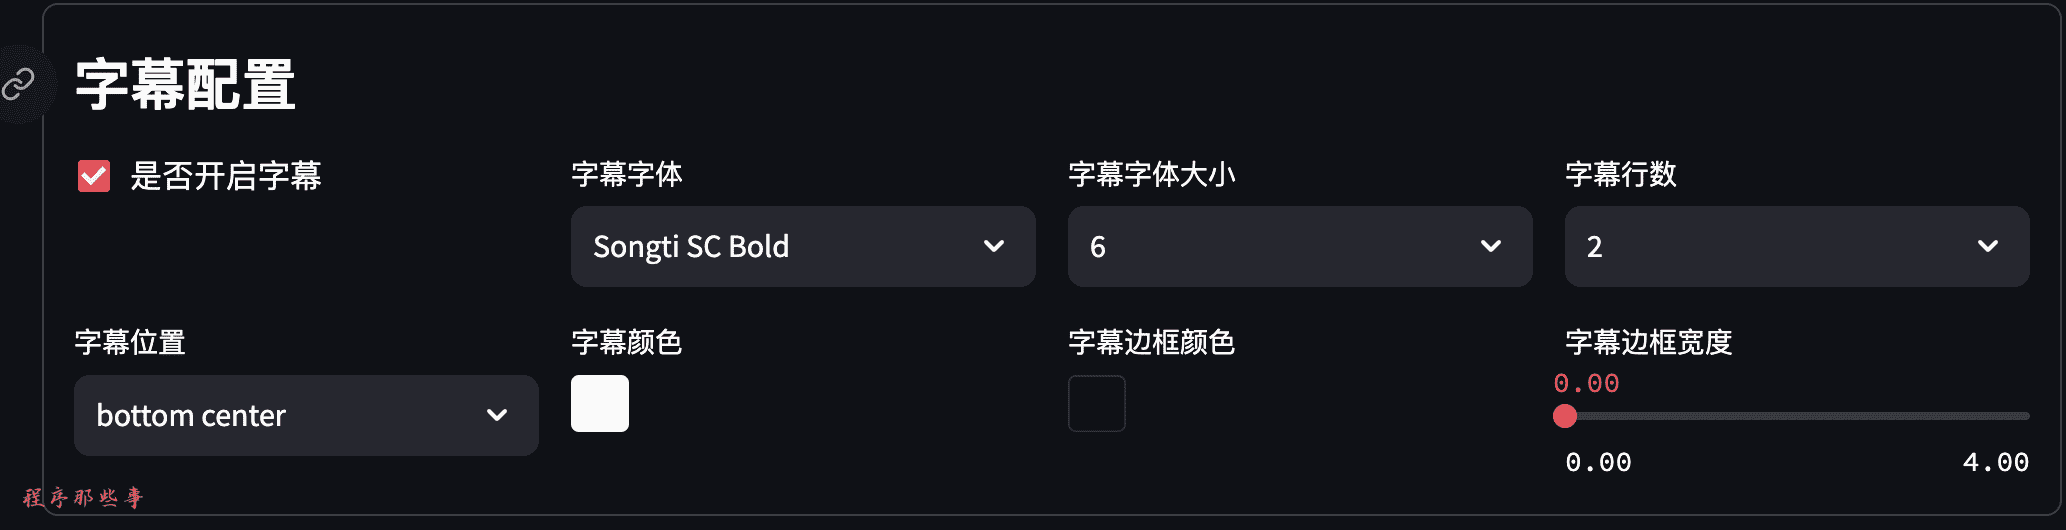 字幕配置
是否开启字幕
字幕字体
字幕字体大小
字幕行数
Songti SC Bold
6
2
字幕位置
字幕颜色
字幕边框颜色
字幕边框宽度
0.00
bottom center
0.00
4.00
程序那些事